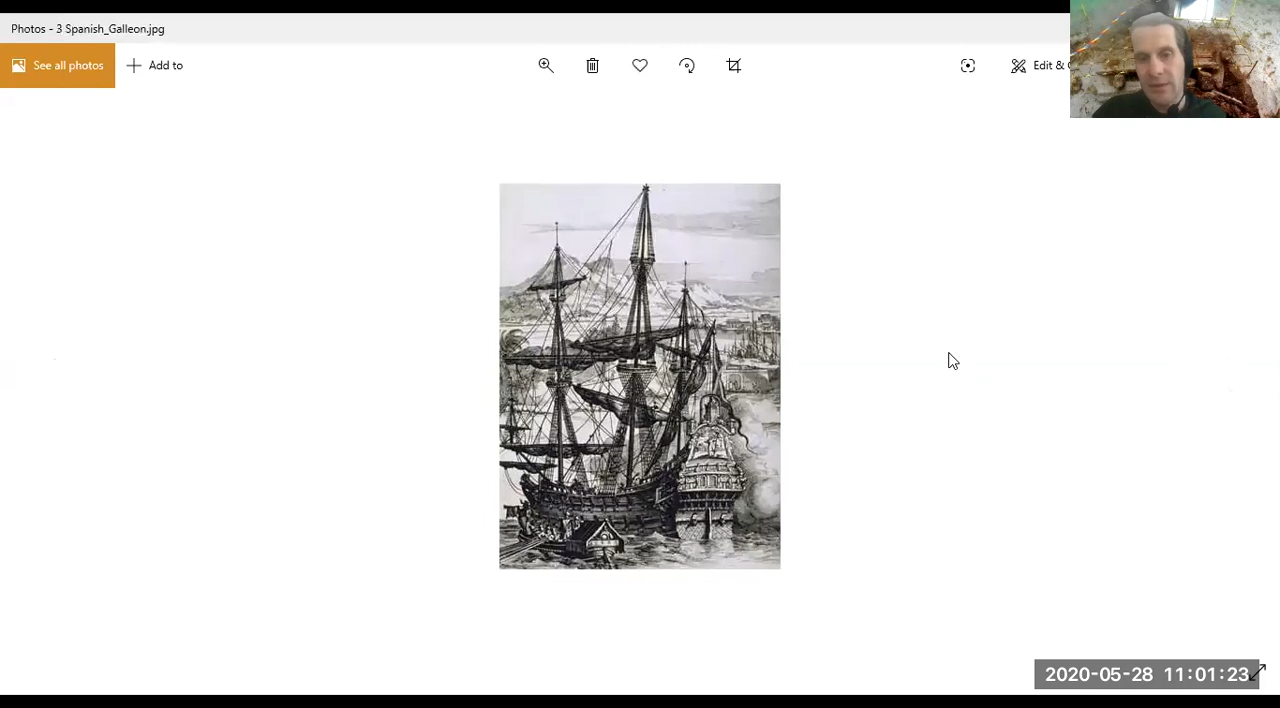 Photos - 3 Spanish_Galleon.jpg
See all photos
Add to
Edit &
2020-05-28 11:01:23